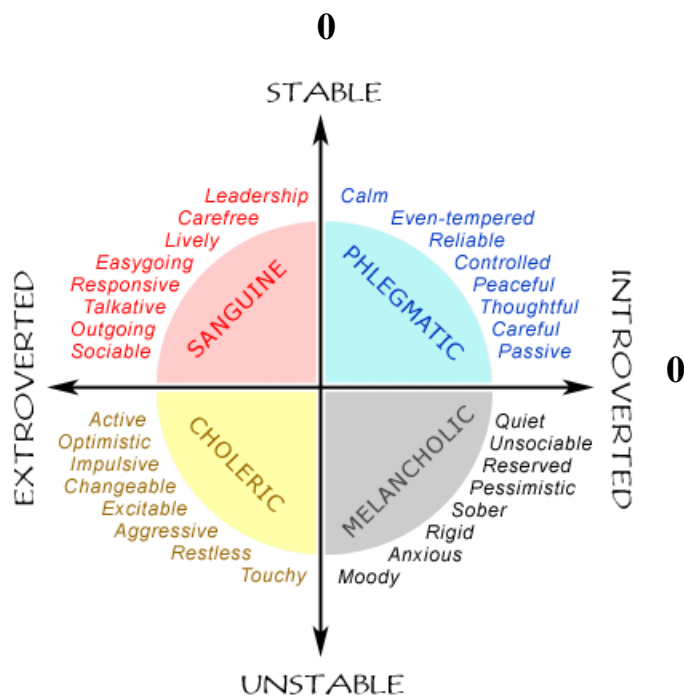 0
STABLE
Leadership
Carefree
Lively
Easygoing
Responsive
Talkative
Outgoing
Sociable
SANGUINE
Calm
Even-tempered
Reliable
Controlled
Peaceful
Thoughtful
Careful
Passive
PHLEGMATIC
EXTROVERTED
INTROVERTED
0
Active
Optimistic
Impulsive
Changeable
Excitable
Aggressive
Restless
Touchy
CHOLERIC
Quiet
Unsociable
Reserved
Pessimistic
Sober
Rigid
Anxious
Moody
MELANCHOLIC
UNSTABLE